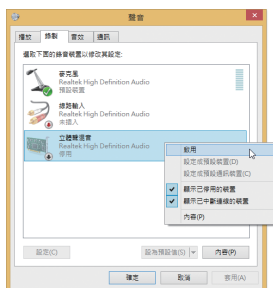 聲音
播放 錄製 音效 通訊
選取下面的錄音裝置以修改其設定:
麥克風
Realtek High Definition Audio
預設裝置
線路輸入
Realtek High Definition Audio
未插入
立體聲混音
Realtek High Definition Audio
停用
啟用
設定成預設裝置(D)
設定成預設通訊裝置(C)
顯示已停用的裝置
顯示已中斷連線的裝置
內容(P)
設定(C) 設為預設值(S) 內容(P)
確定 取消 套用(A)